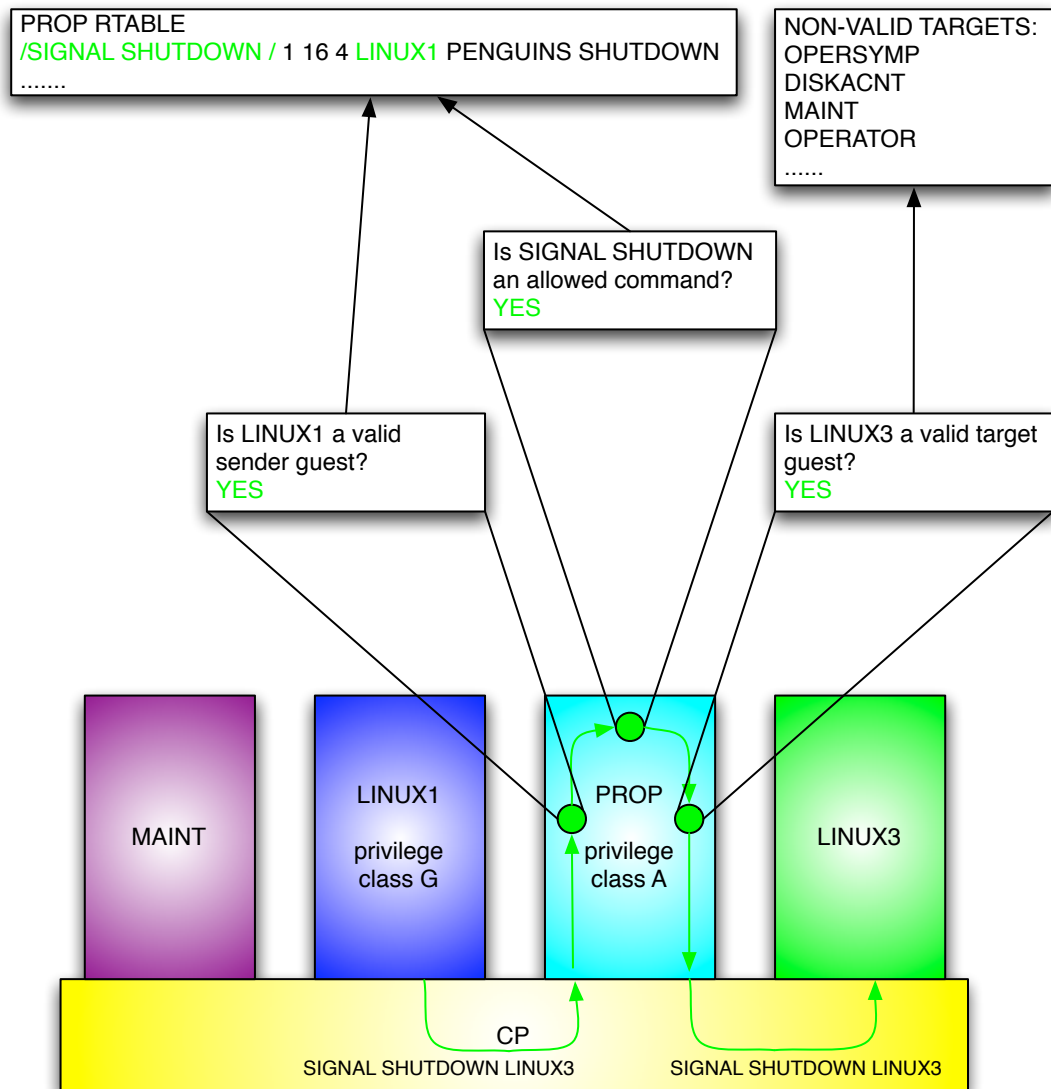 PROP RTABLE
/SIGNAL SHUTDOWN / 1 16 4 LINUX1 PENGUINS SHUTDOWN
.......
NON-VALID TARGETS:
OPERSYMP
DISKACNT
MAINT
OPERATOR
......
Is SIGNAL SHUTDOWN
an allowed command?
YES
Is LINUX1 a valid
sender guest?
YES
Is LINUX3 a valid target
guest?
YES
MAINT
LINUX1
privilege
class G
PROP
privilege
class A
LINUX3
CP
SIGNAL SHUTDOWN LINUX3
SIGNAL SHUTDOWN LINUX3